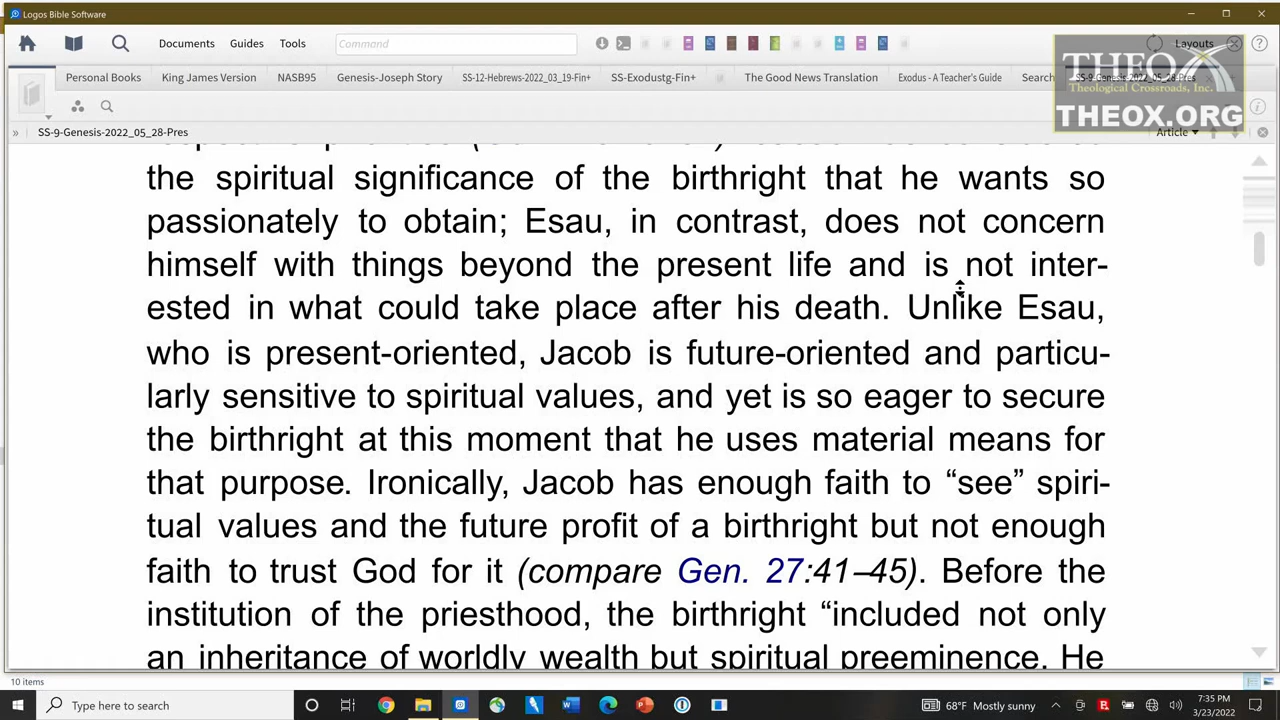 Logos Bible Software
Documents Guides Tools Command Layouts
THEOX
Theological Crossroads, Inc.
THEOX.ORG
Personal Books King James Version NASB95 SS-12-Hebrews-2022_03_19-Fin+ SS-Exodustg-Fin+ The Good News Translation Exodus - A Teacher's Guide Search SS-9-Genesis-2022_05_28-Pres
SS-9-Genesis-2022_05_28-Pres Article
the spiritual significance of the birthright that he wants so
passionately to obtain; Esau, in contrast, does not concern
himself with things beyond the present life and is not inter-
ested in what could take place after his death. Unlike Esau,
who is present-oriented, Jacob is future-oriented and particu-
larly sensitive to spiritual values, and yet is so eager to secure
the birthright at this moment that he uses material means for
that purpose. Ironically, Jacob has enough faith to “see” spiri-
tual values and the future profit of a birthright but not enough
faith to trust God for it (compare Gen. 27:41–45). Before the
institution of the priesthood, the birthright “included not only
an inheritance of worldly wealth but spiritual preeminence. He
10 items
Type here to search 68°F Mostly sunny 7:35 PM
3/23/2022